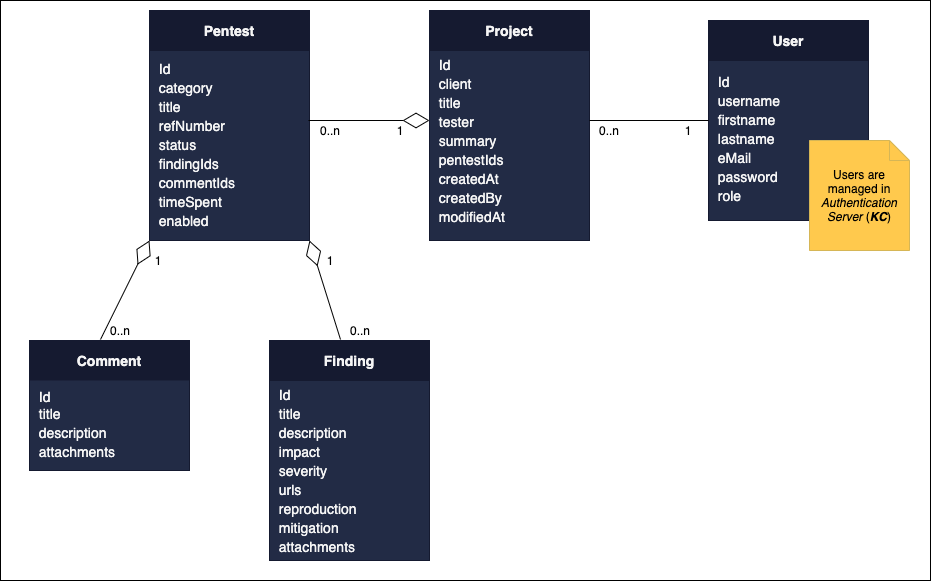 Pentest
Id
category
title
refNumber
status
findingIds
commentIds
timeSpent
enabled
Project
Id
client
title
tester
summary
pentestIds
createdAt
createdBy
modifiedAt
User
Id
username
firstname
lastname
eMail
password
role
Users are
managed in
Authentication
Server (KC)
0..n
1
0..n
1
1
0..n
1
0..n
Comment
Id
title
description
attachments
Finding
Id
title
description
impact
severity
urls
reproduction
mitigation
attachments